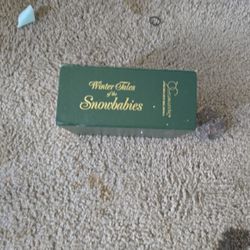 Winter Tales
of the
Snowbabies